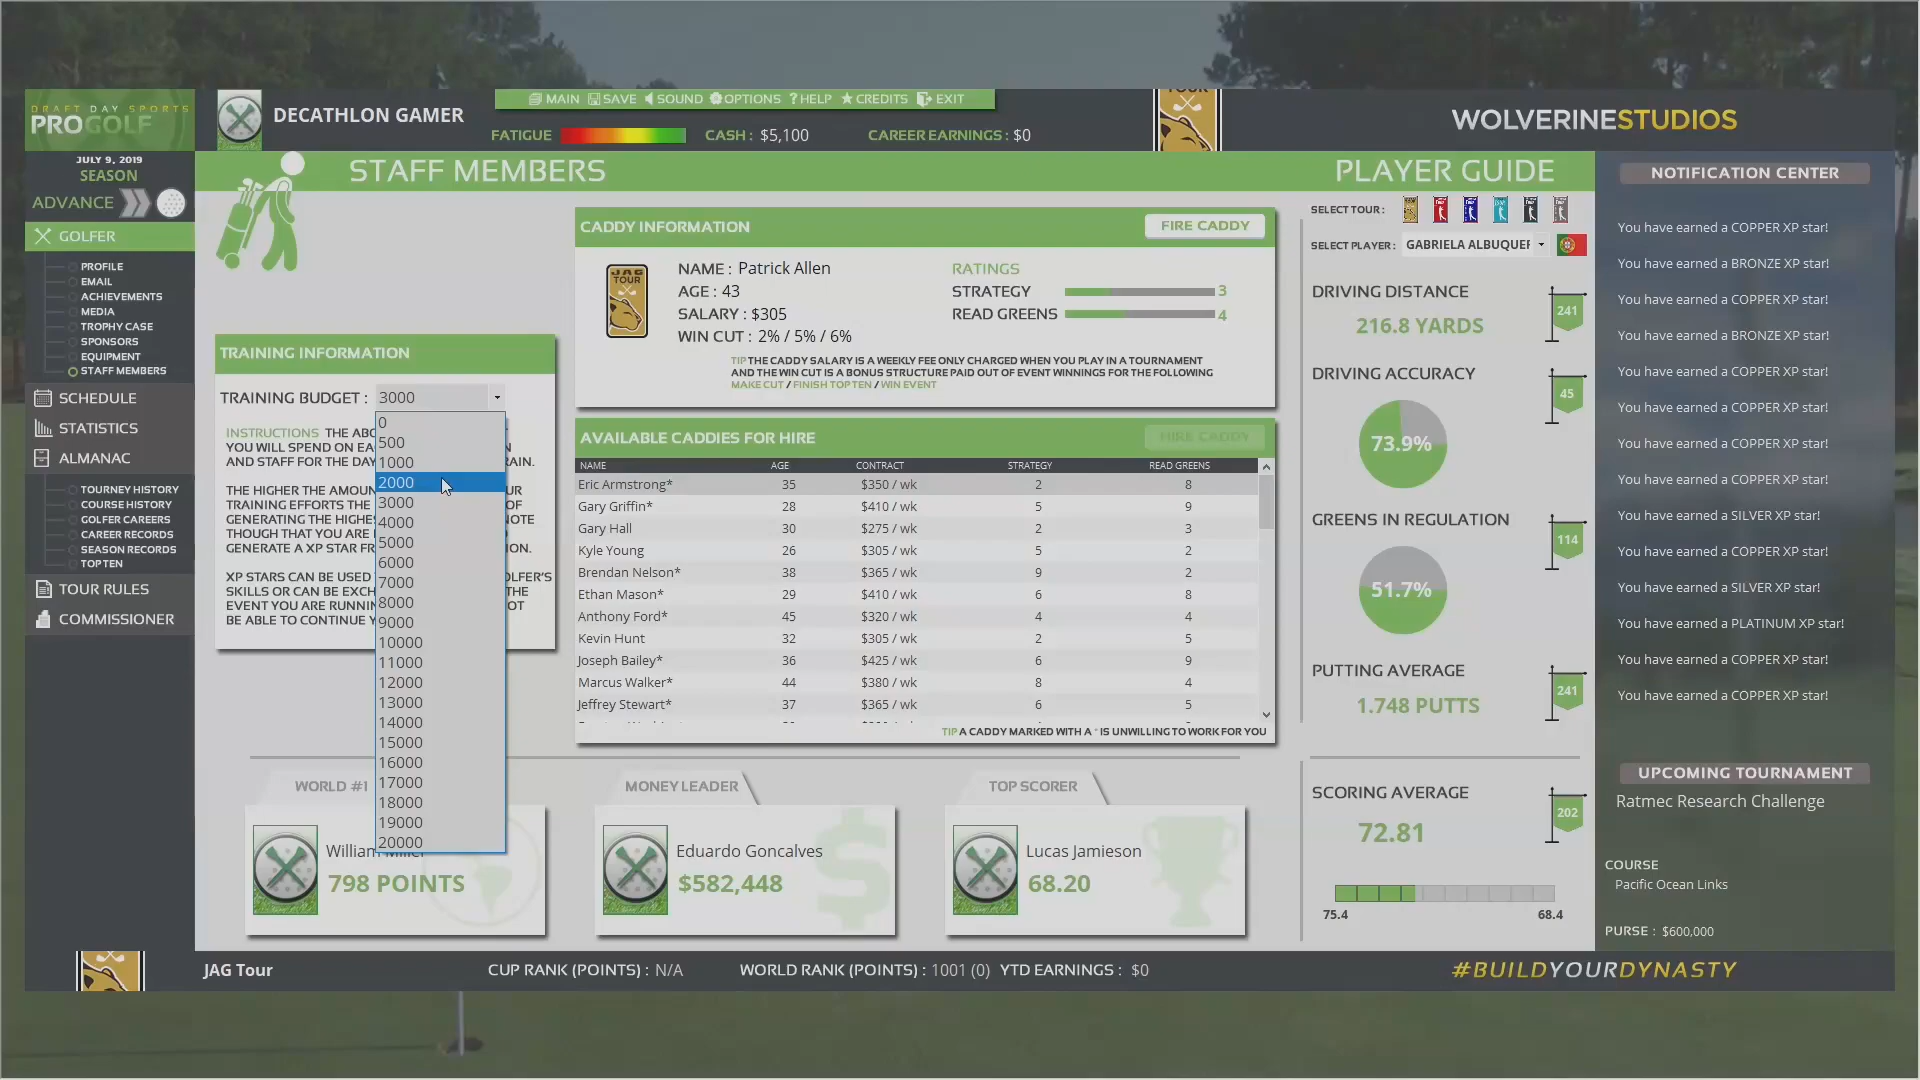 DRAFT DAY SPORTS
PROGOLF
DECATHLON GAMER
MAIN SAVE SOUND OPTIONS ? HELP CREDITS EXIT
FATIGUE CASH : $5,100 CAREER EARNINGS : $0
TOUR
WOLVERINESTUDIOS
JULY 9, 2019
SEASON
ADVANCE
GOLFER
PROFILE
EMAIL
ACHIEVEMENTS
MEDIA
TROPHY CASE
SPONSORS
EQUIPMENT
STAFF MEMBERS
SCHEDULE
STATISTICS
ALMANAC
TOURNEY HISTORY
COURSE HISTORY
GOLFER CAREERS
CAREER RECORDS
SEASON RECORDS
TOP TEN
TOUR RULES
COMMISSIONER
STAFF MEMBERS
TRAINING INFORMATION
TRAINING BUDGET : 3000
0
500
1000
2000
3000
4000
5000
6000
7000
8000
9000
10000
11000
12000
13000
14000
15000
16000
17000
18000
19000
20000
INSTRUCTIONS THE ABO
YOU WILL SPEND ON EA
AND STAFF FOR THE DAY RAIN.
THE HIGHER THE AMOUN UR
TRAINING EFFORTS THE OF
GENERATING THE HIGHES NOTE
THOUGH THAT YOU ARE
GENERATE A XP STAR FR ION.
XP STARS CAN BE USED OLFER'S
SKILLS OR CAN BE EXCH THE
EVENT YOU ARE RUNNIN OT
BE ABLE TO CONTINUE Y
CADDY INFORMATION
FIRE CADDY
JAG
TOUR
NAME : Patrick Allen
AGE : 43
SALARY : $305
WIN CUT : 2% / 5% / 6%
RATINGS
STRATEGY 3
READ GREENS 4
TIP THE CADDY SALARY IS A WEEKLY FEE ONLY CHARGED WHEN YOU PLAY IN A TOURNAMENT
AND THE WIN CUT IS A BONUS STRUCTURE PAID OUT OF EVENT WINNINGS FOR THE FOLLOWING
MAKE CUT / FINISH TOP TEN / WIN EVENT
AVAILABLE CADDIES FOR HIRE
HIRE CADDY
NAME AGE CONTRACT STRATEGY READ GREENS
Eric Armstrong* 35 $350 / wk 2 8
Gary Griffin* 28 $410 / wk 5 9
Gary Hall 30 $275 / wk 2 3
Kyle Young 26 $305 / wk 5 2
Brendan Nelson* 38 $365 / wk 9 2
Ethan Mason* 29 $410 / wk 6 8
Anthony Ford* 45 $320 / wk 4 4
Kevin Hunt 32 $305 / wk 2 5
Joseph Bailey* 36 $425 / wk 6 9
Marcus Walker* 44 $380 / wk 8 4
Jeffrey Stewart* 37 $365 / wk 6 5
TIP A CADDY MARKED WITH A * IS UNWILLING TO WORK FOR YOU
WORLD #1
William Miller
798 POINTS
MONEY LEADER
Eduardo Goncalves
$582,448
TOP SCORER
Lucas Jamieson
68.20
PLAYER GUIDE
SELECT TOUR :
SELECT PLAYER : GABRIELA ALBUQUER
DRIVING DISTANCE
216.8 YARDS
241
DRIVING ACCURACY
73.9%
45
GREENS IN REGULATION
51.7%
114
PUTTING AVERAGE
1.748 PUTTS
241
SCORING AVERAGE
72.81
202
75.4 68.4
NOTIFICATION CENTER
You have earned a COPPER XP star!
You have earned a BRONZE XP star!
You have earned a COPPER XP star!
You have earned a BRONZE XP star!
You have earned a COPPER XP star!
You have earned a COPPER XP star!
You have earned a COPPER XP star!
You have earned a COPPER XP star!
You have earned a SILVER XP star!
You have earned a COPPER XP star!
You have earned a SILVER XP star!
You have earned a PLATINUM XP star!
You have earned a COPPER XP star!
You have earned a COPPER XP star!
UPCOMING TOURNAMENT
Ratmec Research Challenge
COURSE
Pacific Ocean Links
PURSE : $600,000
JAG Tour CUP RANK (POINTS) : N/A WORLD RANK (POINTS) : 1001 (0) YTD EARNINGS : $0
#BUILDYOURDYNASTY